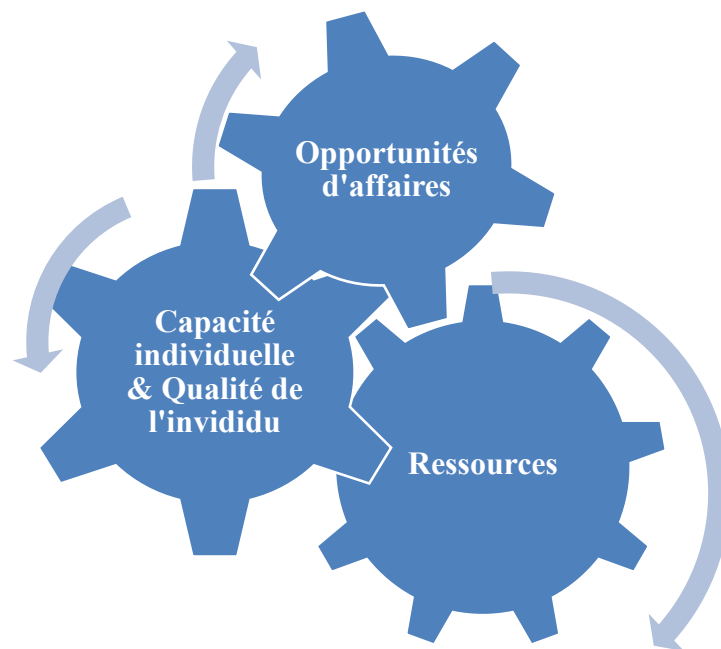 Opportunités
d'affaires
Capacité
individuelle
& Qualité de
l'invididu
Ressources